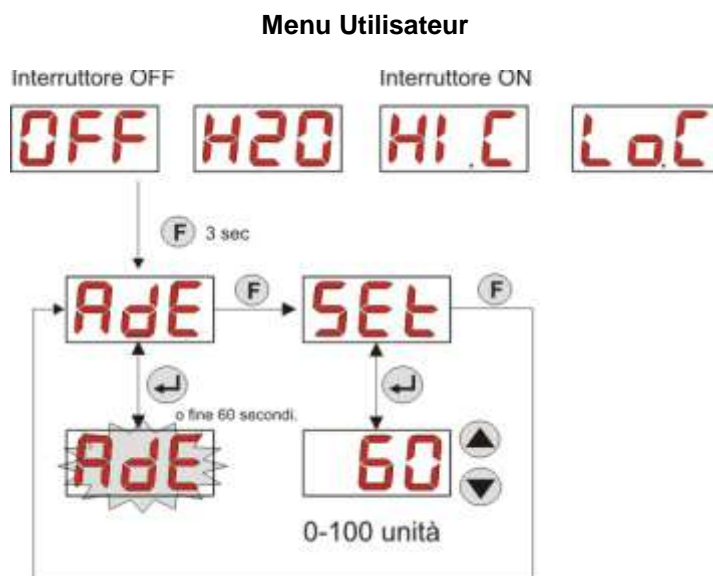 Menu Utilisateur
Interruttore OFF
Interruttore ON
OFF
H2O
HI.C
Lo.C
F 3 sec
AdE
F
SEt
F
o fine 60 secondi.
AdE
60
0-100 unità